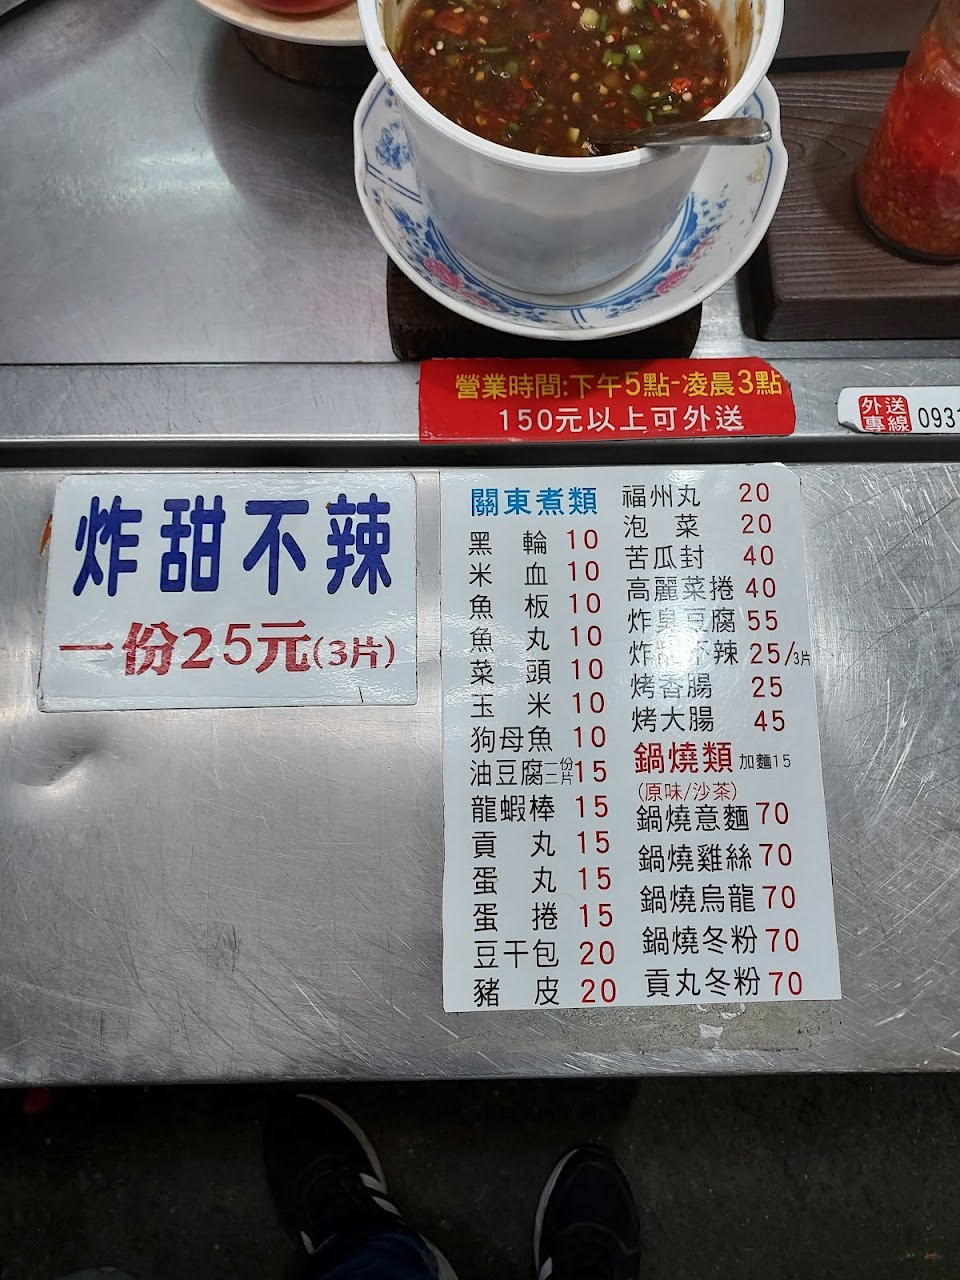 營業時間:下午5點-凌晨3點
150元以上可外送
外送
專線 0931
炸甜不辣
一份25元(3片)
關東煮類
黑輪 10
米血 10
魚板 10
魚丸 10
菜頭 10
玉米 10
狗母魚 10
油豆腐一份二片 15
龍蝦棒 15
貢丸 15
蛋丸 15
蛋捲 15
豆干包 20
豬皮 20
福州丸 20
泡菜 20
苦瓜封 40
高麗菜捲 40
炸臭豆腐 55
炸甜不辣 25/3片
烤香腸 25
烤大腸 45
鍋燒類 加麵15
(原味/沙茶)
鍋燒意麵 70
鍋燒雞絲 70
鍋燒烏龍 70
鍋燒冬粉 70
貢丸冬粉 70